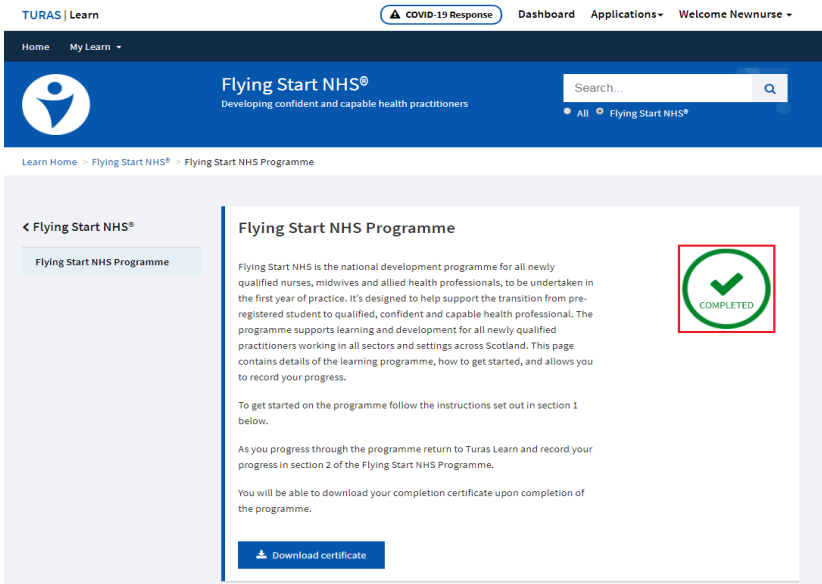 TURAS | Learn
COVID-19 Response
Dashboard
Applications
Welcome Newnurse
Home
My Learn
Flying Start NHS®
Developing confident and capable health practitioners
Search...
All
Flying Start NHS®
Learn Home > Flying Start NHS® > Flying Start NHS Programme
Flying Start NHS®
Flying Start NHS Programme
Flying Start NHS Programme
Flying Start NHS is the national development programme for all newly
qualified nurses, midwives and allied health professionals, to be undertaken in
the first year of practice. It's designed to help support the transition from pre-
registered student to qualified, confident and capable health professional. The
programme supports learning and development for all newly qualified
practitioners working in all sectors and settings across Scotland. This page
contains details of the learning programme, how to get started, and allows you
to record your progress.
To get started on the programme follow the instructions set out in section 1
below.
As you progress through the programme return to Turas Learn and record your
progress in section 2 of the Flying Start NHS Programme.
You will be able to download your completion certificate upon completion of
the programme.
Download certificate
COMPLETED